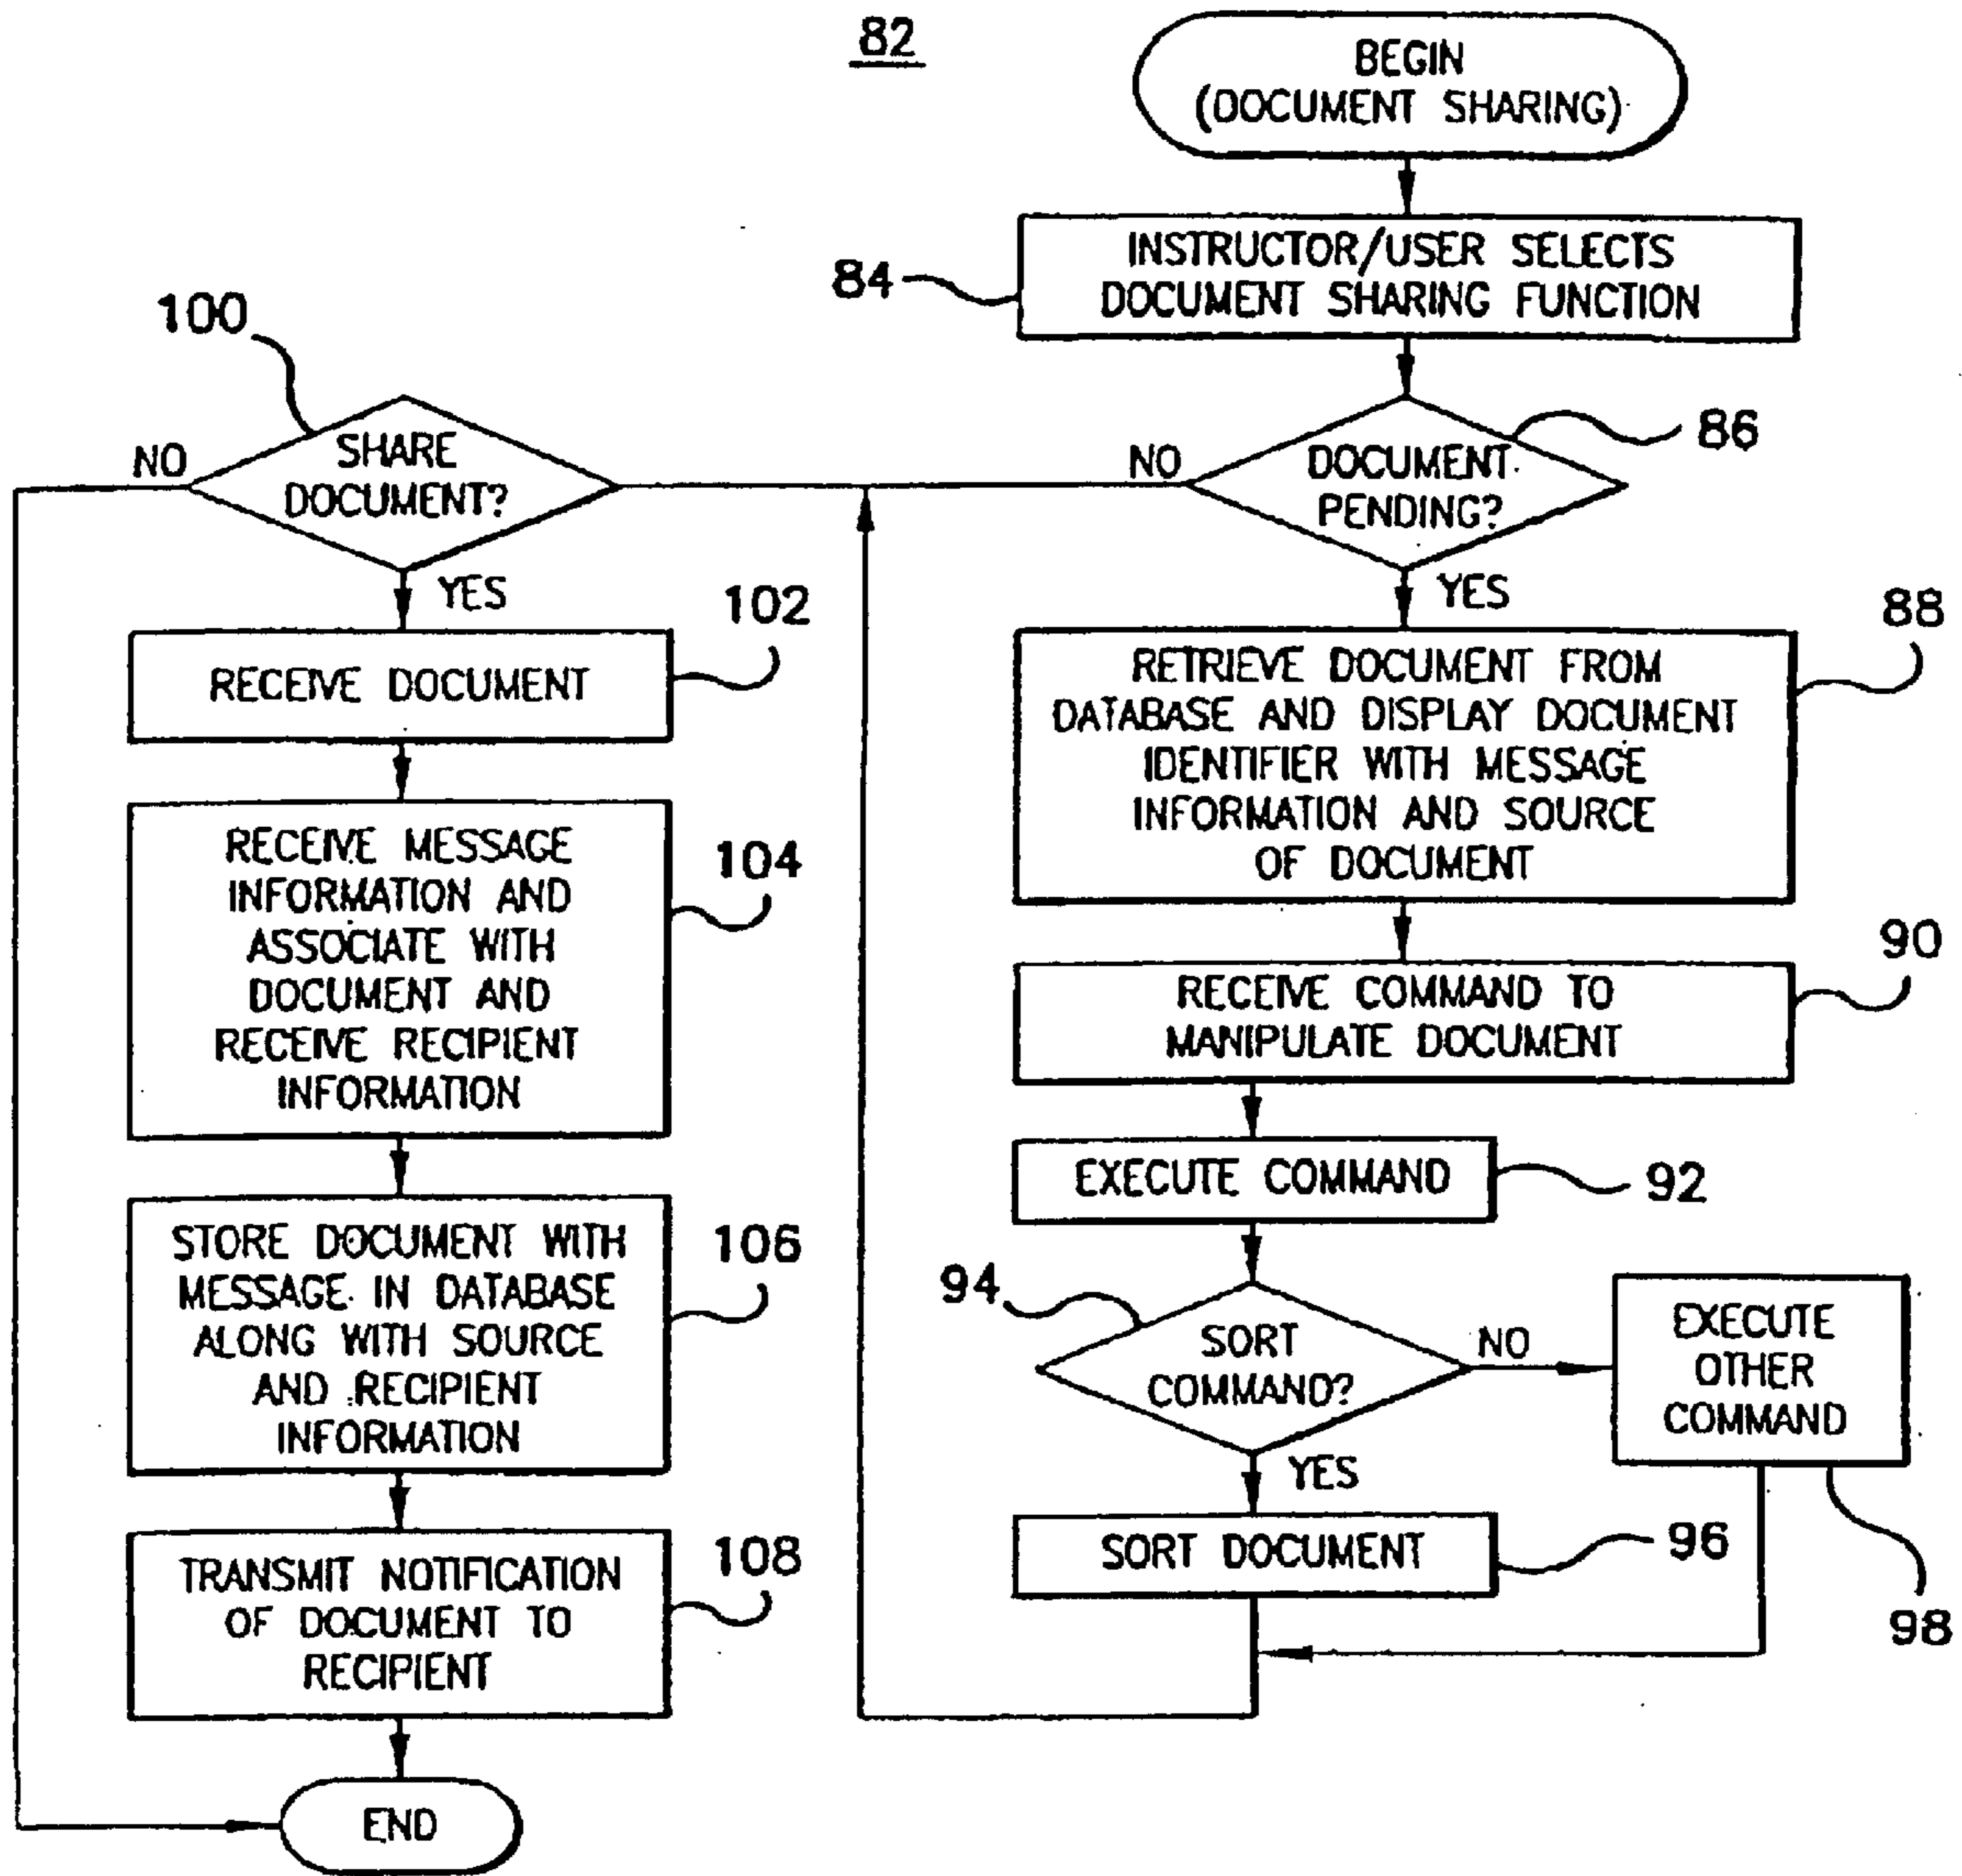 82
BEGIN
(DOCUMENT SHARING)
84
INSTRUCTOR/USER SELECTS
DOCUMENT SHARING FUNCTION
86
DOCUMENT
PENDING?
NO
YES
88
RETRIEVE DOCUMENT FROM
DATABASE AND DISPLAY DOCUMENT
IDENTIFIER WITH MESSAGE
INFORMATION AND SOURCE
OF DOCUMENT
90
RECEIVE COMMAND TO
MANIPULATE DOCUMENT
EXECUTE COMMAND
92
94
SORT
COMMAND?
NO
EXECUTE
OTHER
COMMAND
98
YES
SORT DOCUMENT
96
100
SHARE
DOCUMENT?
NO
YES
102
RECEIVE DOCUMENT
104
RECEIVE MESSAGE
INFORMATION AND
ASSOCIATE WITH
DOCUMENT AND
RECEIVE RECIPIENT
INFORMATION
106
STORE DOCUMENT WITH
MESSAGE IN DATABASE
ALONG WITH SOURCE
AND RECIPIENT
INFORMATION
108
TRANSMIT NOTIFICATION
OF DOCUMENT TO
RECIPIENT
END